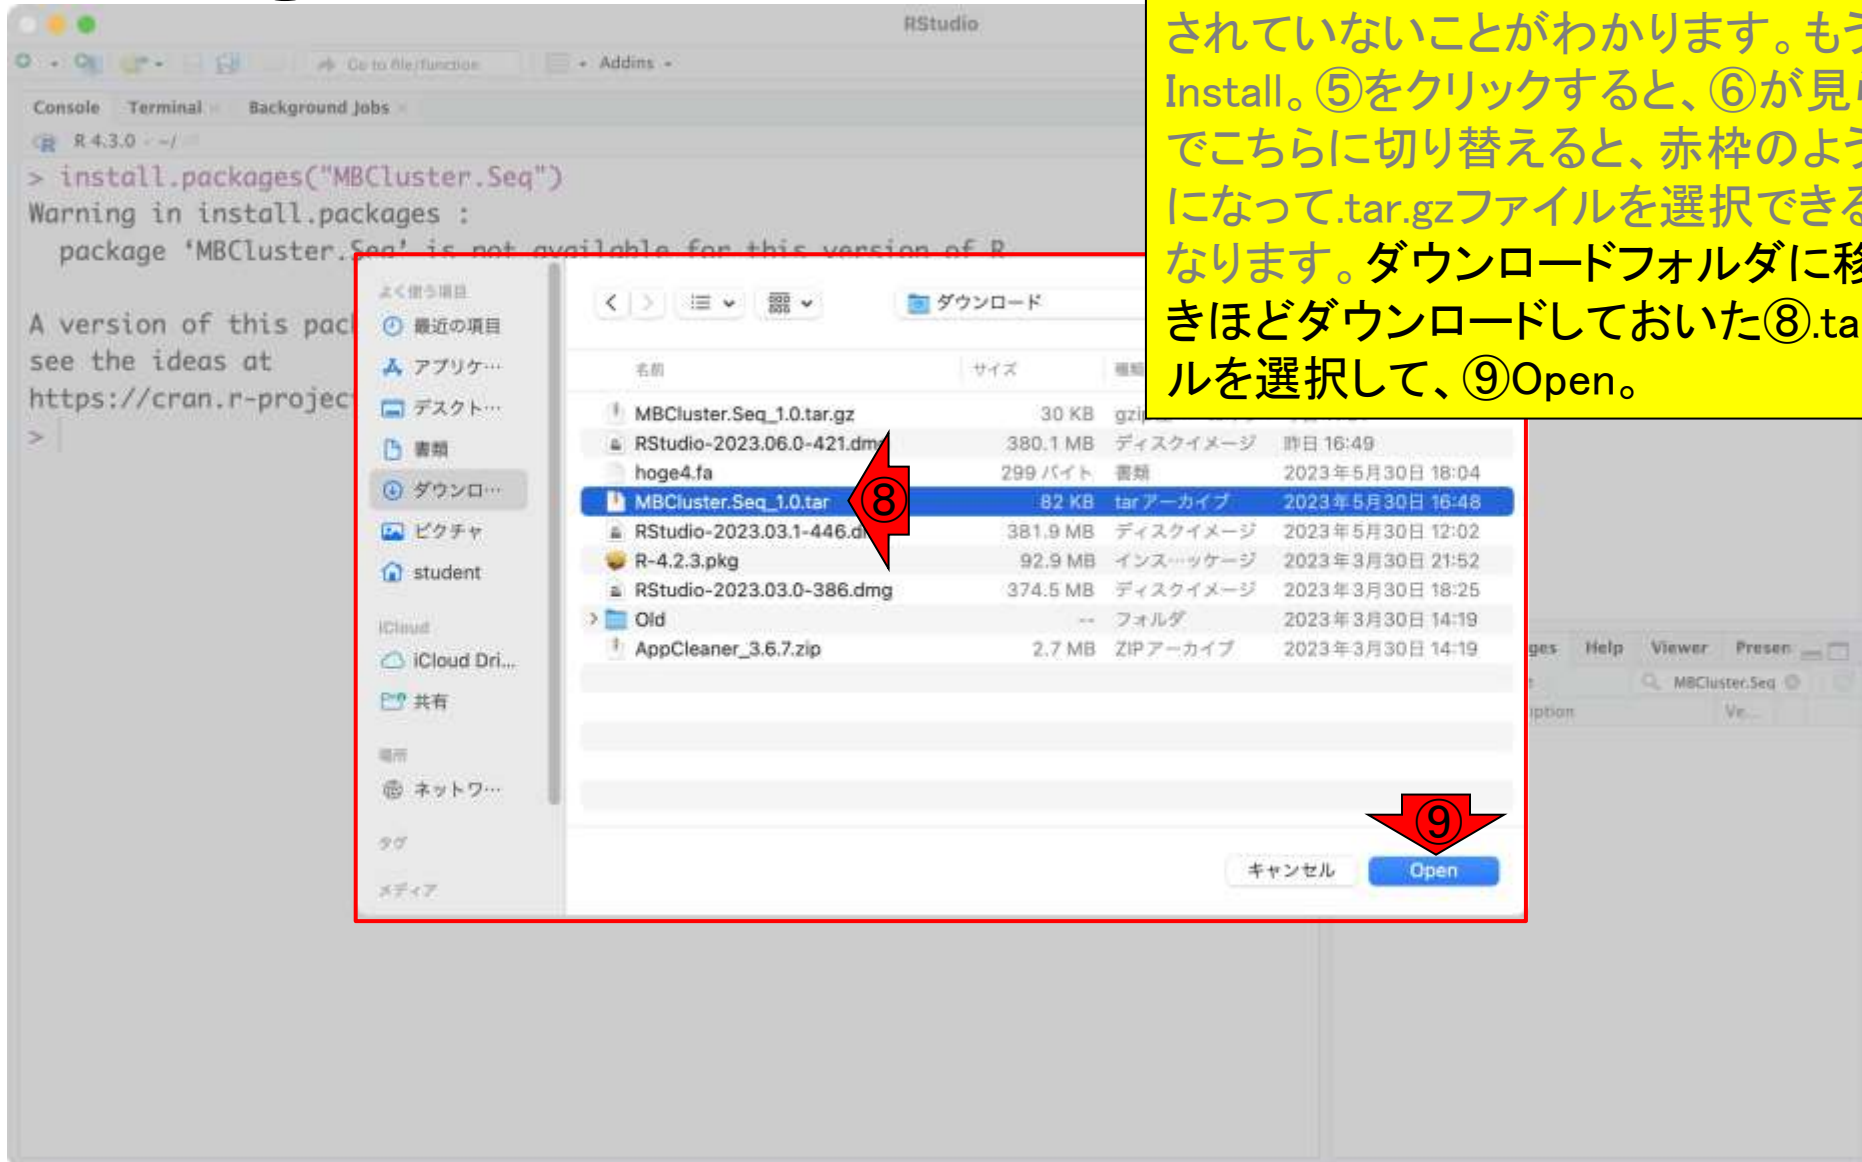 RStudio
Go to file/function
Addins
Console Terminal Background Jobs
R 4.3.0 · ~/
> install.packages("MBCluster.Seq")
Warning in install.packages :
package ‘MBCluster.Seq’ is not available for this version of R
A version of this pac
see the ideas at
https://cran.r-projec
>
されていないことがわかります。もう
Install。⑤をクリックすると、⑥が見
でこちらに切り替えると、赤枠のよう
になって.tar.gzファイルを選択できる
なります。ダウンロードフォルダに移
きほどダウンロードしておいた⑧.ta
ルを選択して、⑨Open。
よく使う項目
最近の項目
アプリケ…
デスクト…
書類
ダウンロ…
ピクチャ
student
iCloud
iCloud Dri...
共有
場所
ネットワ…
タグ
メディア
ダウンロード
名前 サイズ 種類
MBCluster.Seq_1.0.tar.gz 30 KB
RStudio-2023.06.0-421.dm 380.1 MB ディスクイメージ 昨日 16:49
hoge4.fa 299 バイト 書類 2023年5月30日 18:04
MBCluster.Seq_1.0.tar 82 KB tar アーカイブ 2023年5月30日 16:48
⑧
RStudio-2023.03.1-446.d 381.9 MB ディスクイメージ 2023年5月30日 12:02
R-4.2.3.pkg 92.9 MB インス…ッケージ 2023年3月30日 21:52
RStudio-2023.03.0-386.dmg 374.5 MB ディスクイメージ 2023年3月30日 18:25
Old -- フォルダ 2023年3月30日 14:19
AppCleaner_3.6.7.zip 2.7 MB ZIP アーカイブ 2023年3月30日 14:19
⑨
キャンセル Open
ges Help Viewer Presen
MBCluster.Seq
iption Ve...